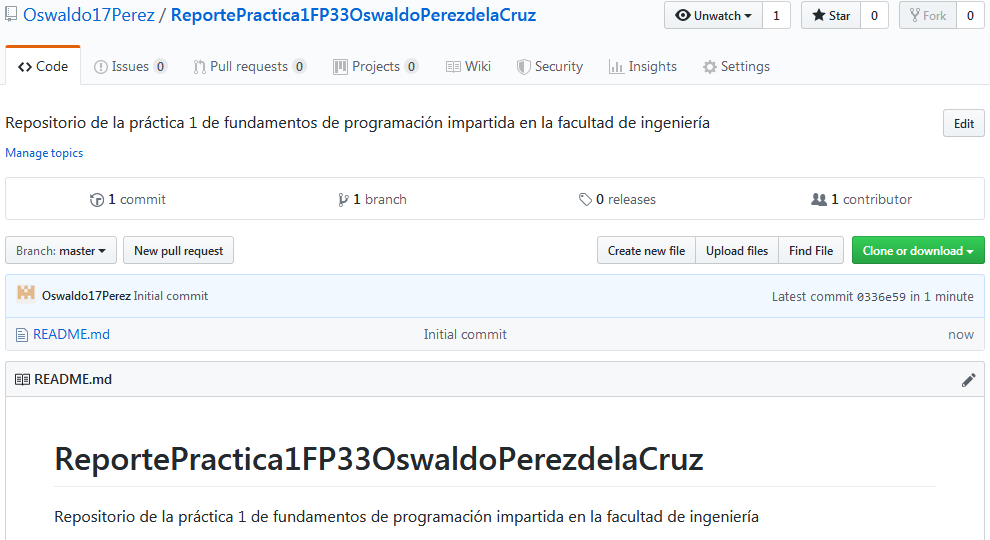 Oswaldo17Perez / ReportePractica1FP33OswaldoPerezdelaCruz Unwatch 1 Star 0 Fork 0
Code Issues 0 Pull requests 0 Projects 0 Wiki Security Insights Settings
Repositorio de la práctica 1 de fundamentos de programación impartida en la facultad de ingeniería Edit
Manage topics
1 commit 1 branch 0 releases 1 contributor
Branch: master New pull request Create new file Upload files Find File Clone or download
Oswaldo17Perez Initial commit Latest commit 0336e59 in 1 minute
README.md Initial commit now
README.md
ReportePractica1FP33OswaldoPerezdelaCruz
Repositorio de la práctica 1 de fundamentos de programación impartida en la facultad de ingeniería